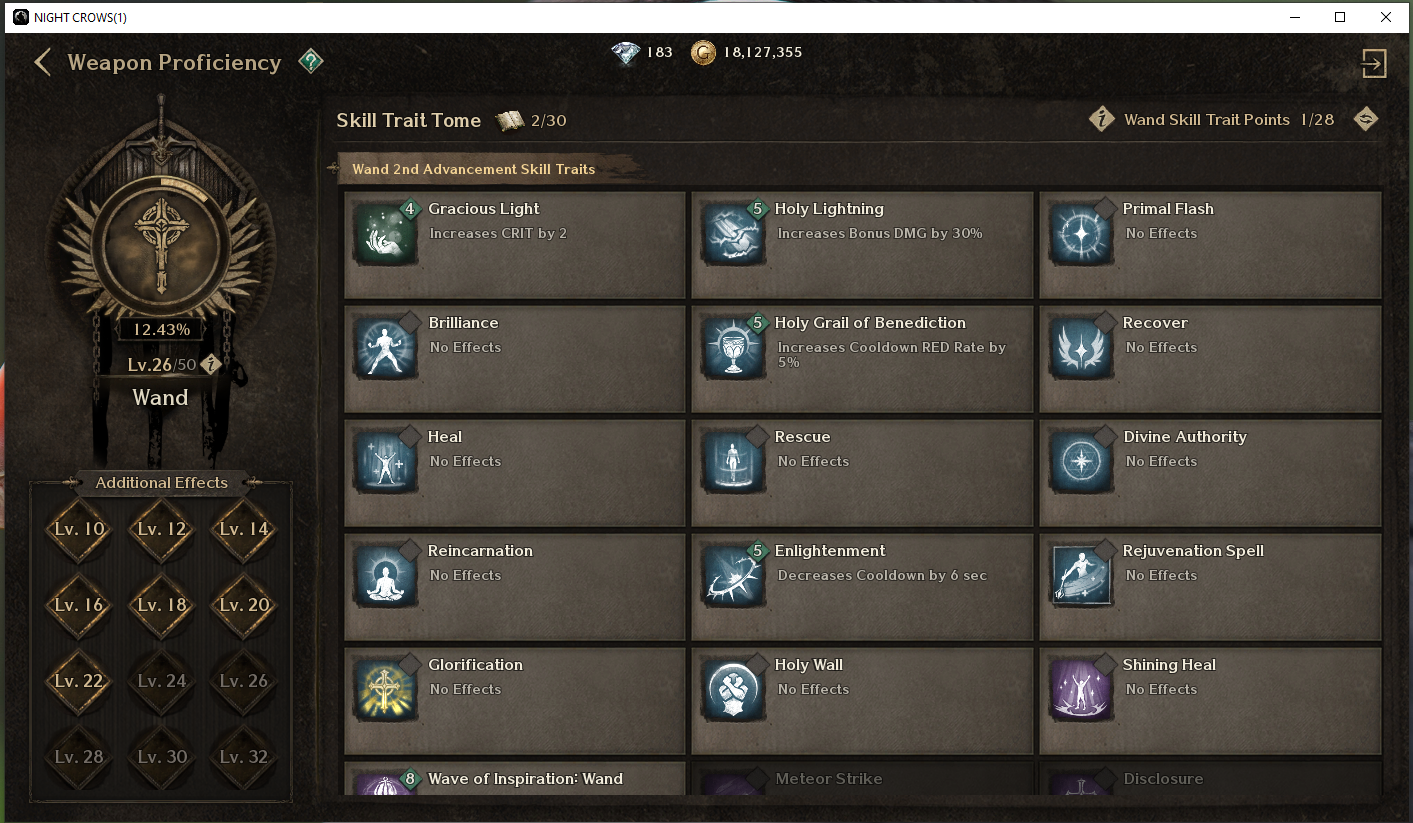 NIGHT CROWS(1)
Weapon Proficiency ?
183 G 18,127,355
Skill Trait Tome 2/30
i Wand Skill Trait Points 1/28
Wand 2nd Advancement Skill Traits
4 Gracious Light
Increases CRIT by 2
5 Holy Lightning
Increases Bonus DMG by 30%
Primal Flash
No Effects
Brilliance
No Effects
5 Holy Grail of Benediction
Increases Cooldown RED Rate by
5%
Recover
No Effects
Heal
No Effects
Rescue
No Effects
Divine Authority
No Effects
Reincarnation
No Effects
5 Enlightenment
Decreases Cooldown by 6 sec
Rejuvenation Spell
No Effects
Glorification
No Effects
Holy Wall
No Effects
Shining Heal
No Effects
8 Wave of Inspiration: Wand
Meteor Strike
Disclosure
12.43%
Lv.26/50 i
Wand
Additional Effects
Lv. 10 Lv. 12 Lv. 14
Lv. 16 Lv. 18 Lv. 20
Lv. 22 Lv. 24 Lv. 26
Lv. 28 Lv. 30 Lv. 32